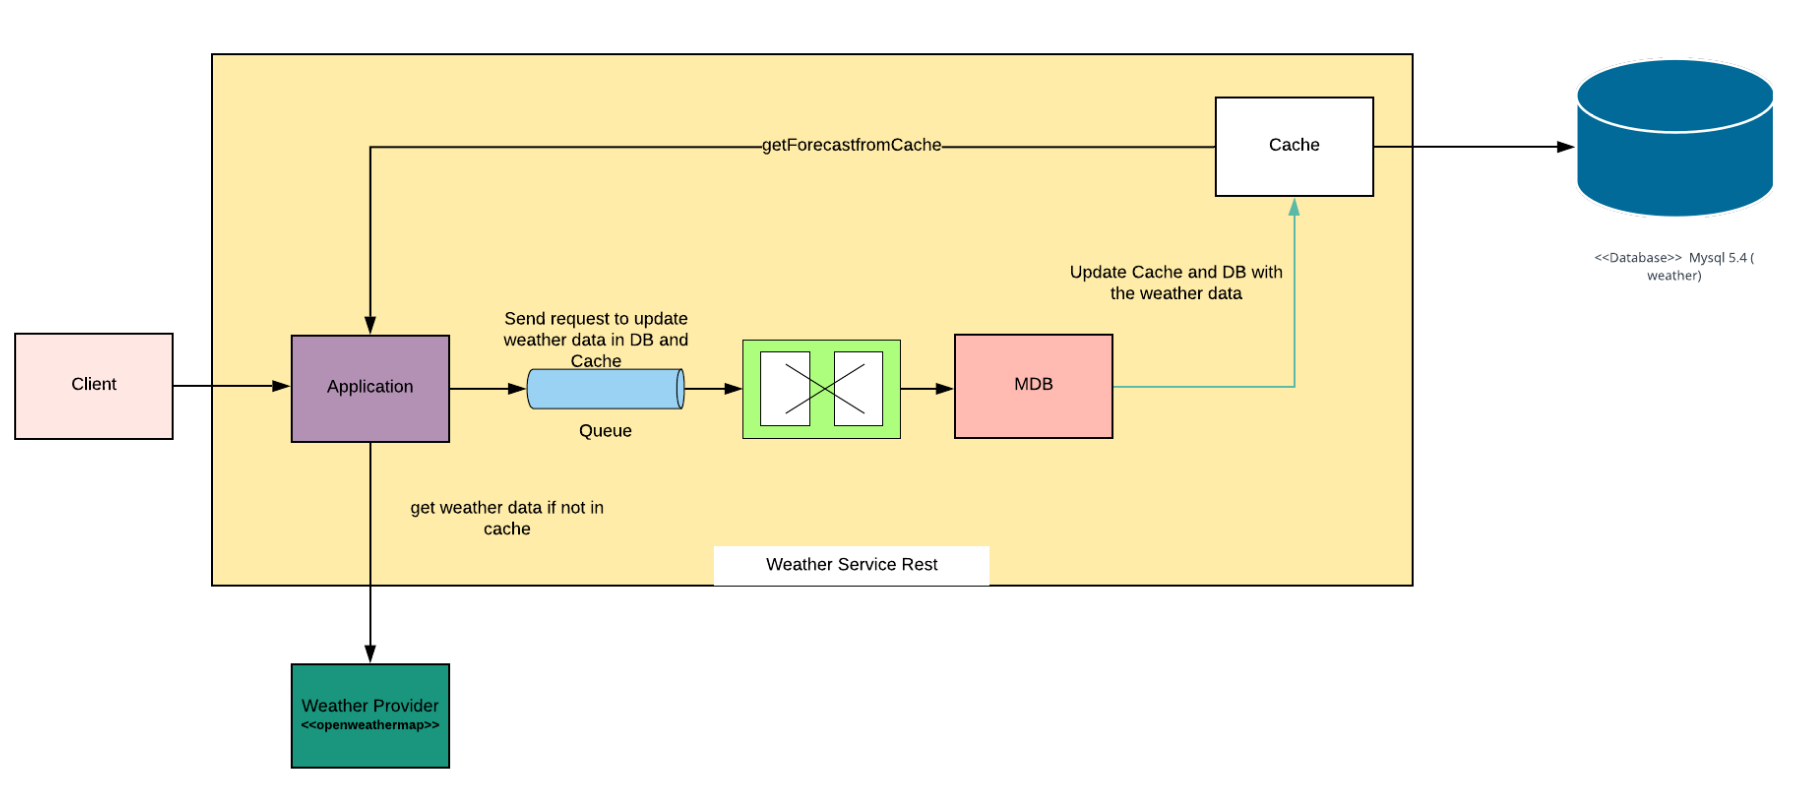 getForecastfromCache
Cache
<<Database>> Mysql 5.4 (
weather)
Update Cache and DB with
the weather data
Send request to update
weather data in DB and
Cache
Client
Application
MDB
Queue
get weather data if not in
cache
Weather Service Rest
Weather Provider
<<openweathermap>>